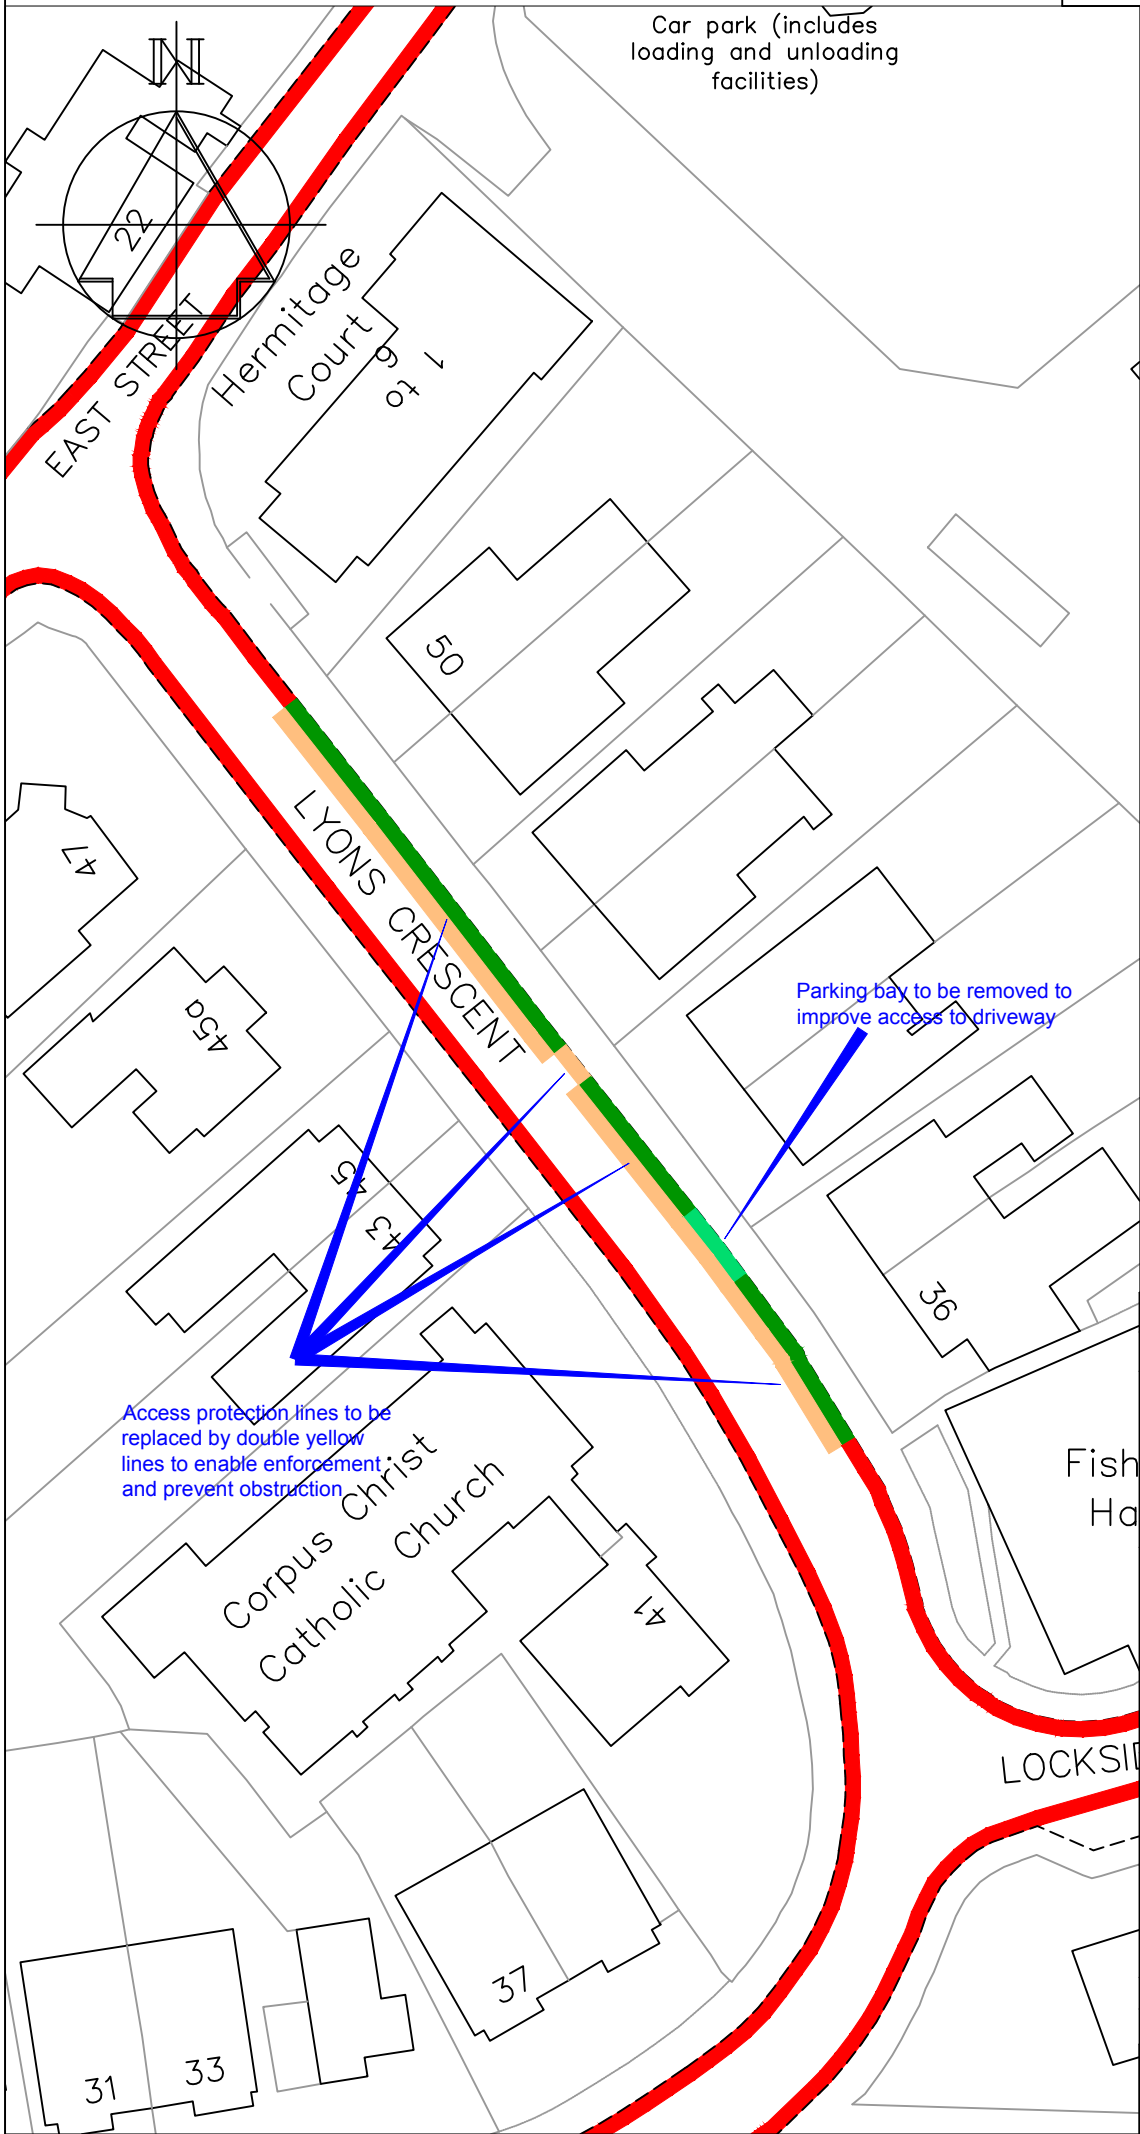 Car park (includes
loading and unloading
facilities)
N
22
EAST STREET
Hermitage
Court
1 to 6
50
LYONS CRESCENT
47
45a
Parking bay to be removed to
improve access to driveway
45
43
36
Access protection lines to be
replaced by double yellow
lines to enable enforcement
and prevent obstruction
Corpus Christ
Catholic Church
Fish
Ha
41
LOCKSID
37
31
33